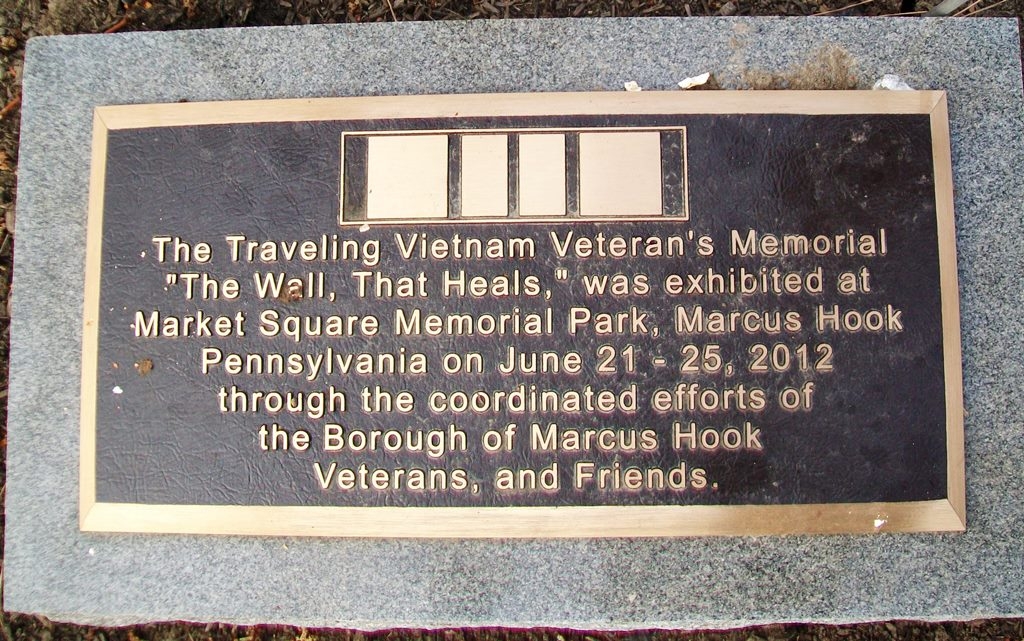 The Traveling Vietnam Veteran's Memorial
"The Wall, That Heals," was exhibited at
Market Square Memorial Park, Marcus Hook
Pennsylvania on June 21 - 25, 2012
through the coordinated efforts of
the Borough of Marcus Hook
Veterans, and Friends.